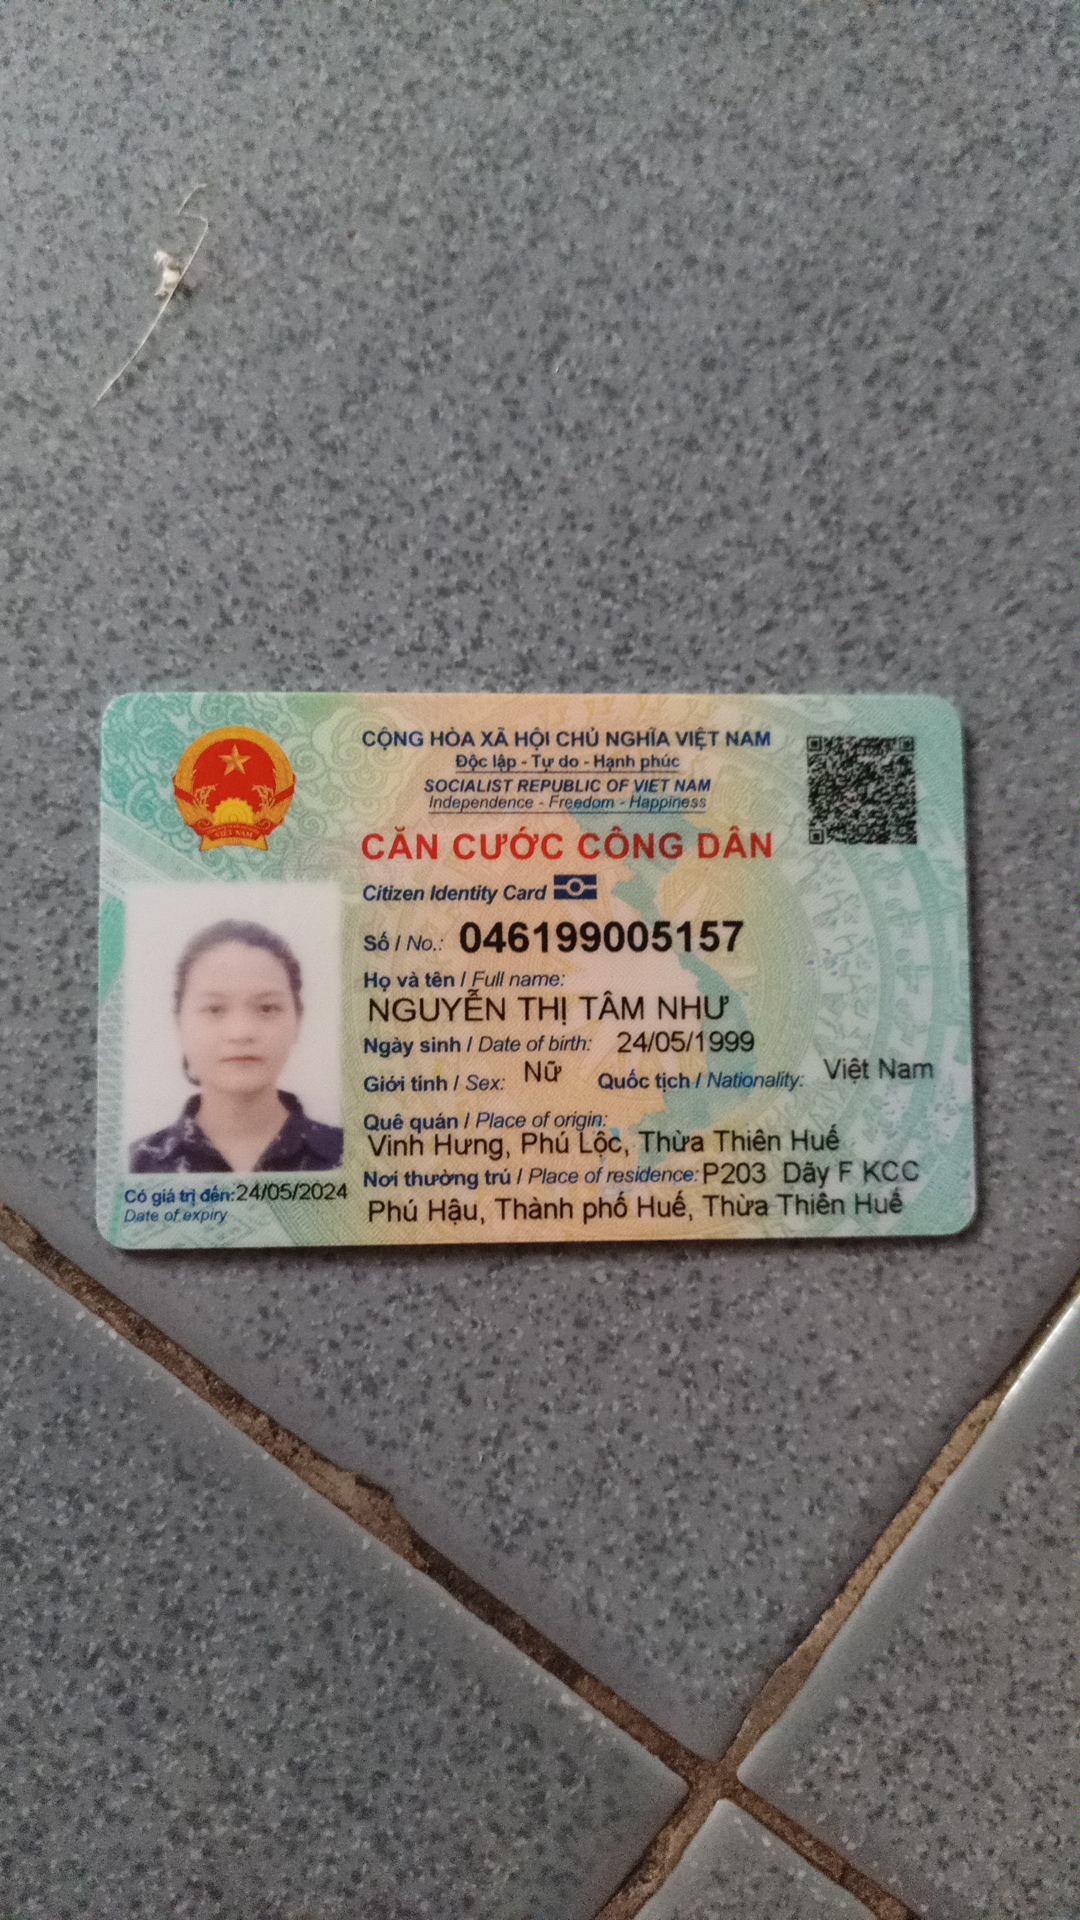 CỘNG HÒA XÃ HỘI CHỦ NGHĨA VIỆT NAM
Độc lập - Tự do - Hạnh phúc
SOCIALIST REPUBLIC OF VIET NAM
Independence - Freedom - Happiness
CĂN CƯỚC CÔNG DÂN
Citizen Identity Card
Số / No.: 046199005157
Họ và tên / Full name:
NGUYỄN THỊ TÂM NHƯ
Ngày sinh / Date of birth: 24/05/1999
Giới tính / Sex: Nữ Quốc tịch / Nationality: Việt Nam
Quê quán / Place of origin:
Vinh Hưng, Phú Lộc, Thừa Thiên Huế
Nơi thường trú / Place of residence: P203 Dãy F KCC
Phú Hậu, Thành phố Huế, Thừa Thiên Huế
Có giá trị đến: 24/05/2024
Date of expiry
VIỆT NAM